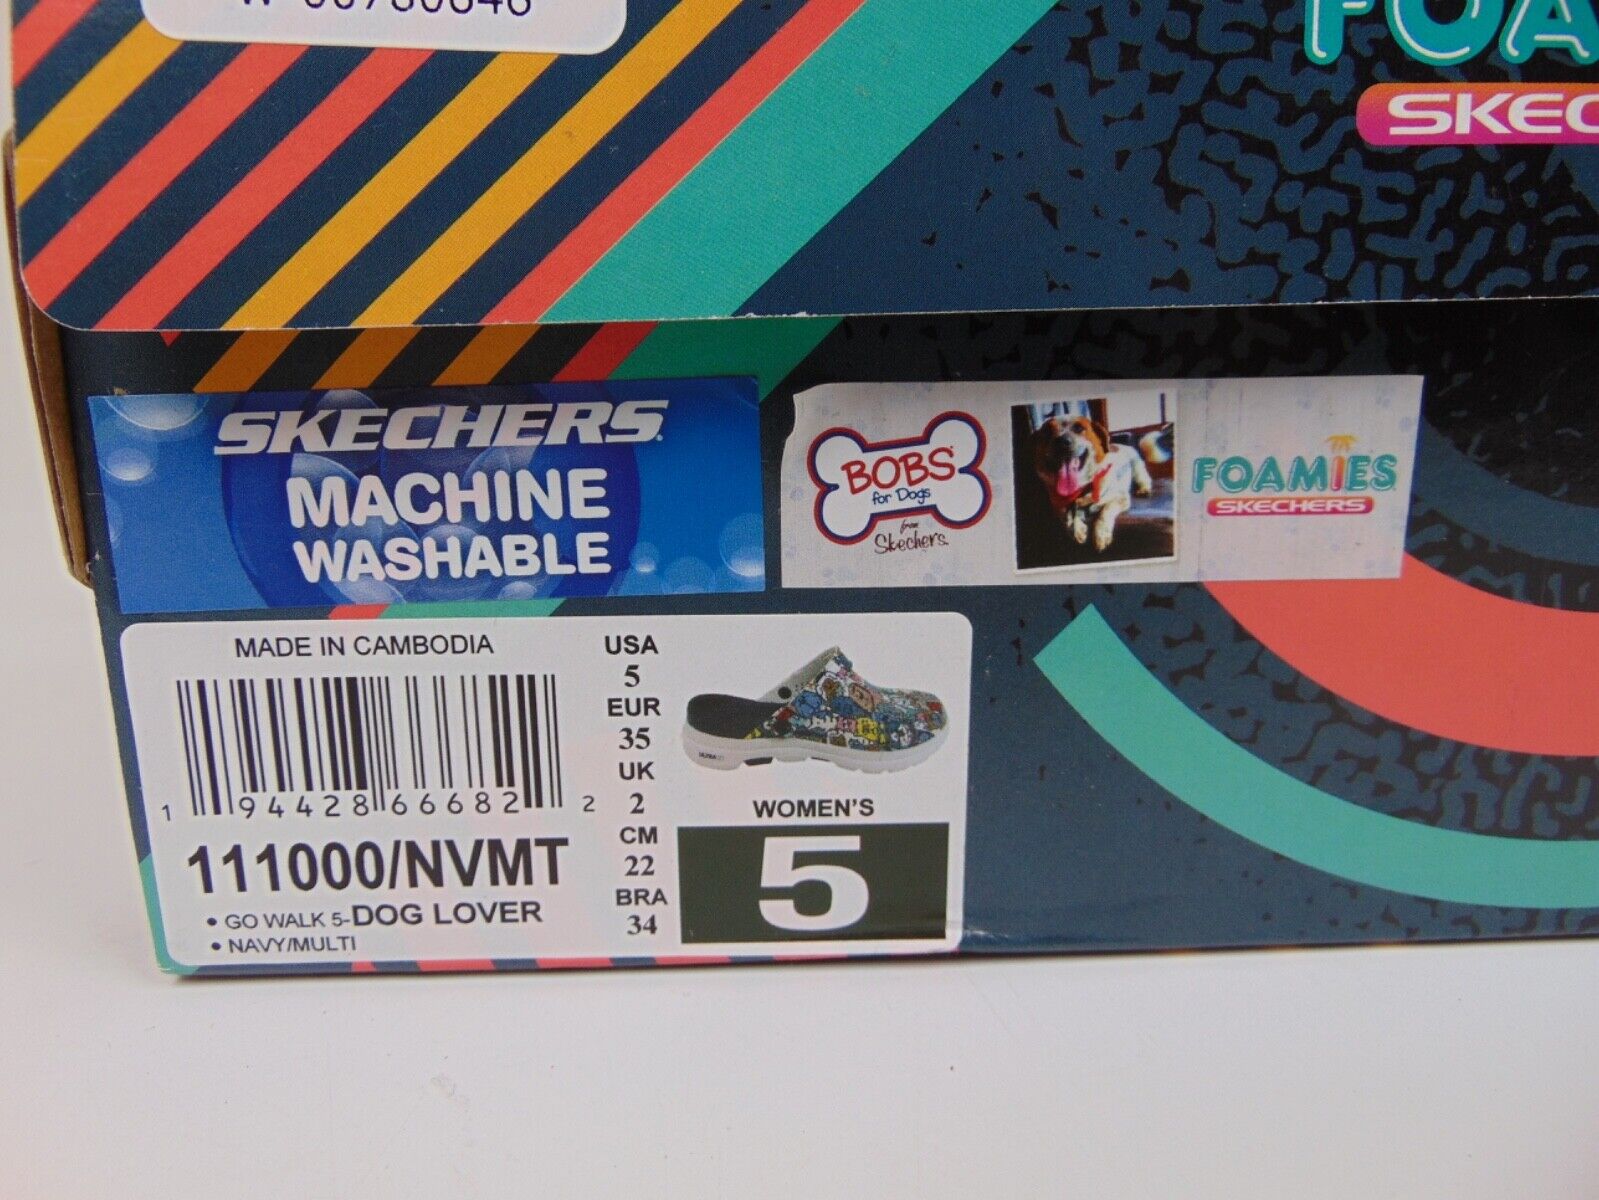 SKECHERS
MACHINE
WASHABLE
BOBS
for Dogs
from
Skechers
FOAMIES
SKECHERS
MADE IN CAMBODIA
1 94428 66682 2
111000/NVMT
• GO WALK 5-DOG LOVER
• NAVY/MULTI
USA
5
EUR
35
UK
2
CM
22
BRA
34
WOMEN'S
5